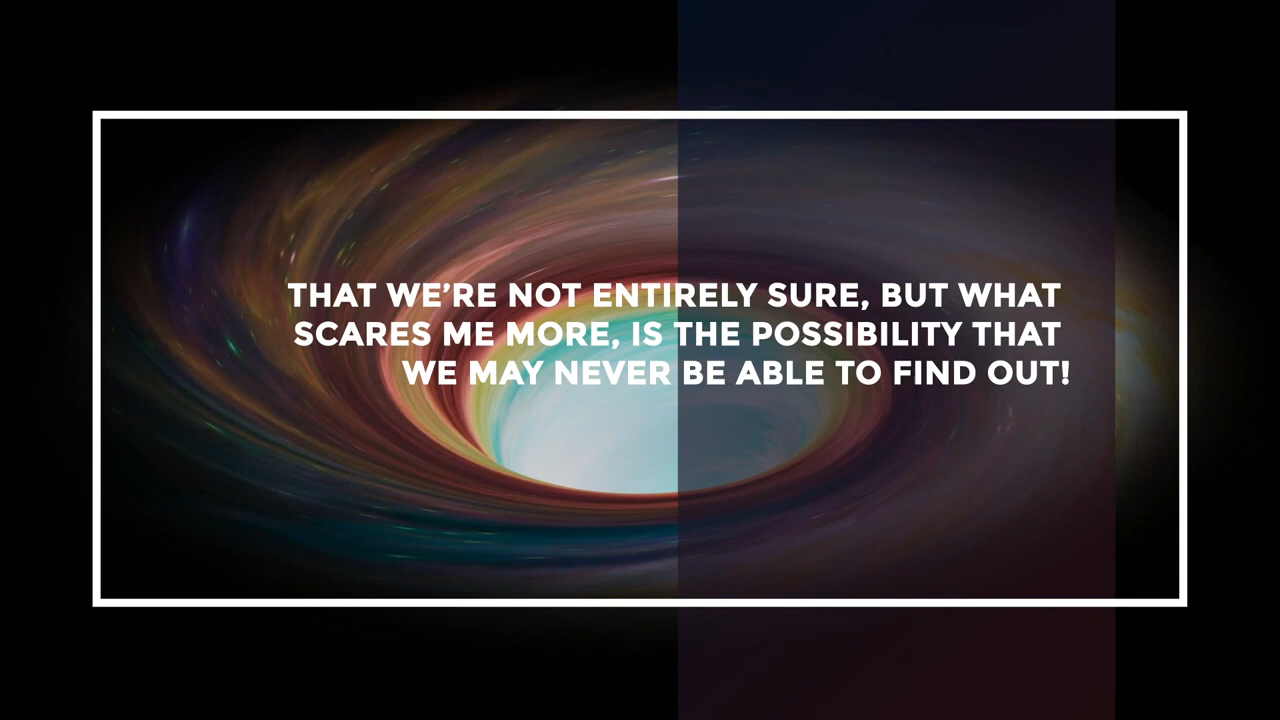 THAT WE’RE NOT ENTIRELY SURE, BUT WHAT
SCARES ME MORE, IS THE POSSIBILITY THAT
WE MAY NEVER BE ABLE TO FIND OUT!